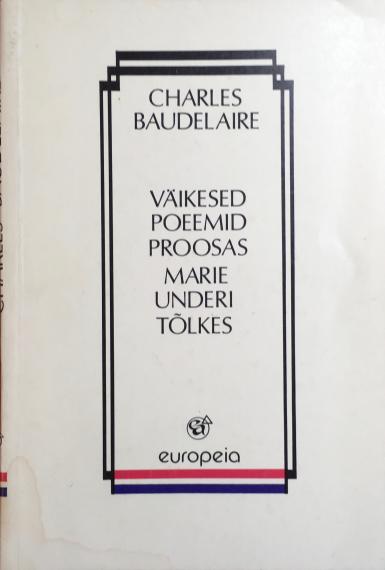 CHARLES
BAUDELAIRE
VÄIKESED
POEEMID
PROOSAS
MARIE
UNDERI
TÕLKES
europeia